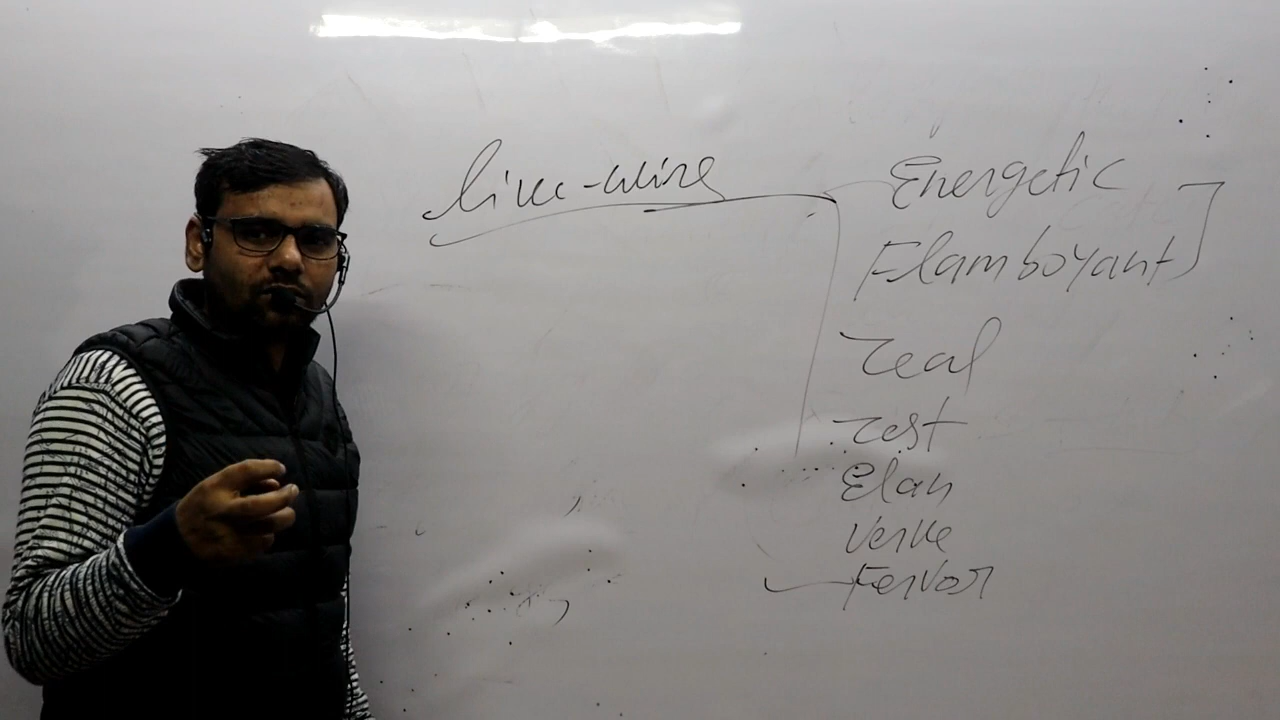 live-wire
Energetic
Flamboyant
Zeal
Zest
Elan
Verve
Fervor